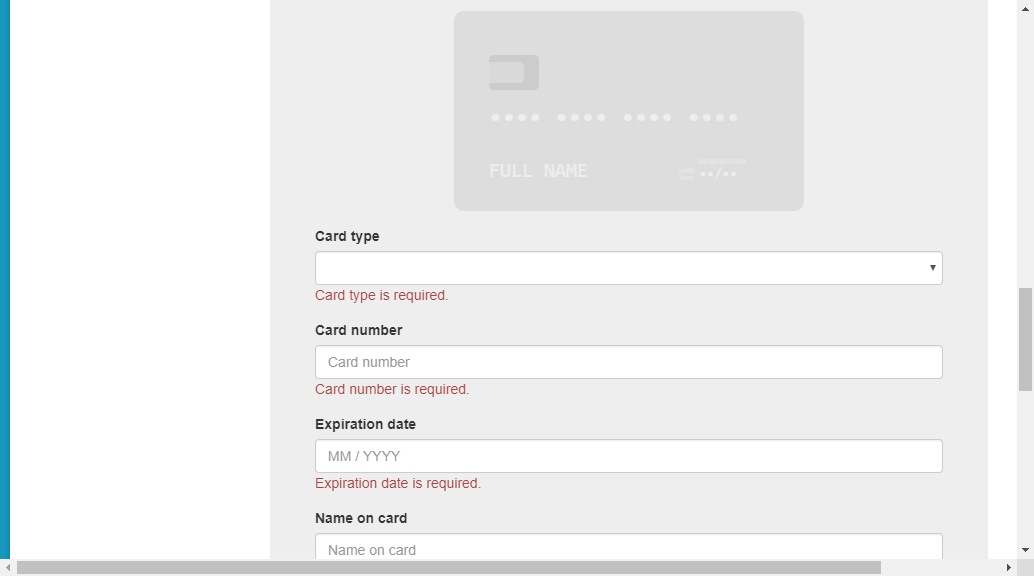 •••• •••• •••• ••••
FULL NAME
••/••
Card type
Card type is required.
Card number
Card number
Card number is required.
Expiration date
MM / YYYY
Expiration date is required.
Name on card
Name on card